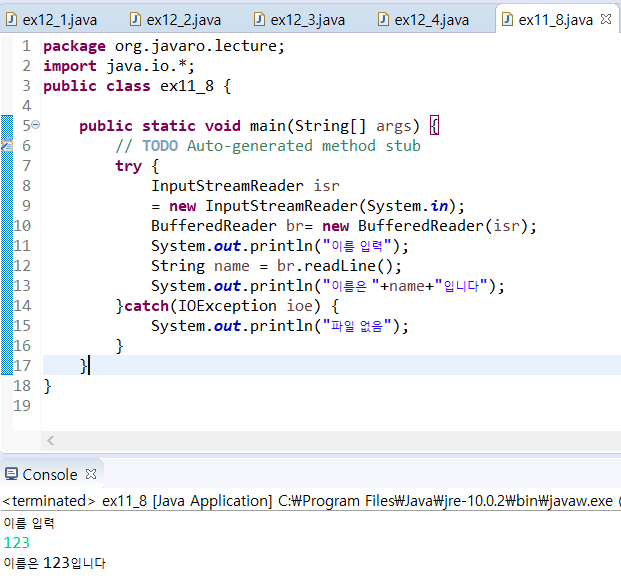 ex12_1.java ex12_2.java ex12_3.java ex12_4.java ex11_8.java
1 package org.javaro.lecture;
2 import java.io.*;
3 public class ex11_8 {
4
5 public static void main(String[] args) {
6 // TODO Auto-generated method stub
7 try {
8 InputStreamReader isr
9 = new InputStreamReader(System.in);
10 BufferedReader br= new BufferedReader(isr);
11 System.out.println("이름 입력");
12 String name = br.readLine();
13 System.out.println("이름은 "+name+"입니다");
14 }catch(IOException ioe) {
15 System.out.println("파일 없음");
16 }
17 }
18 }
19
Console
<terminated> ex11_8 [Java Application] C:₩Program Files₩Java₩jre-10.0.2₩bin₩javaw.exe (
이름 입력
123
이름은 123입니다